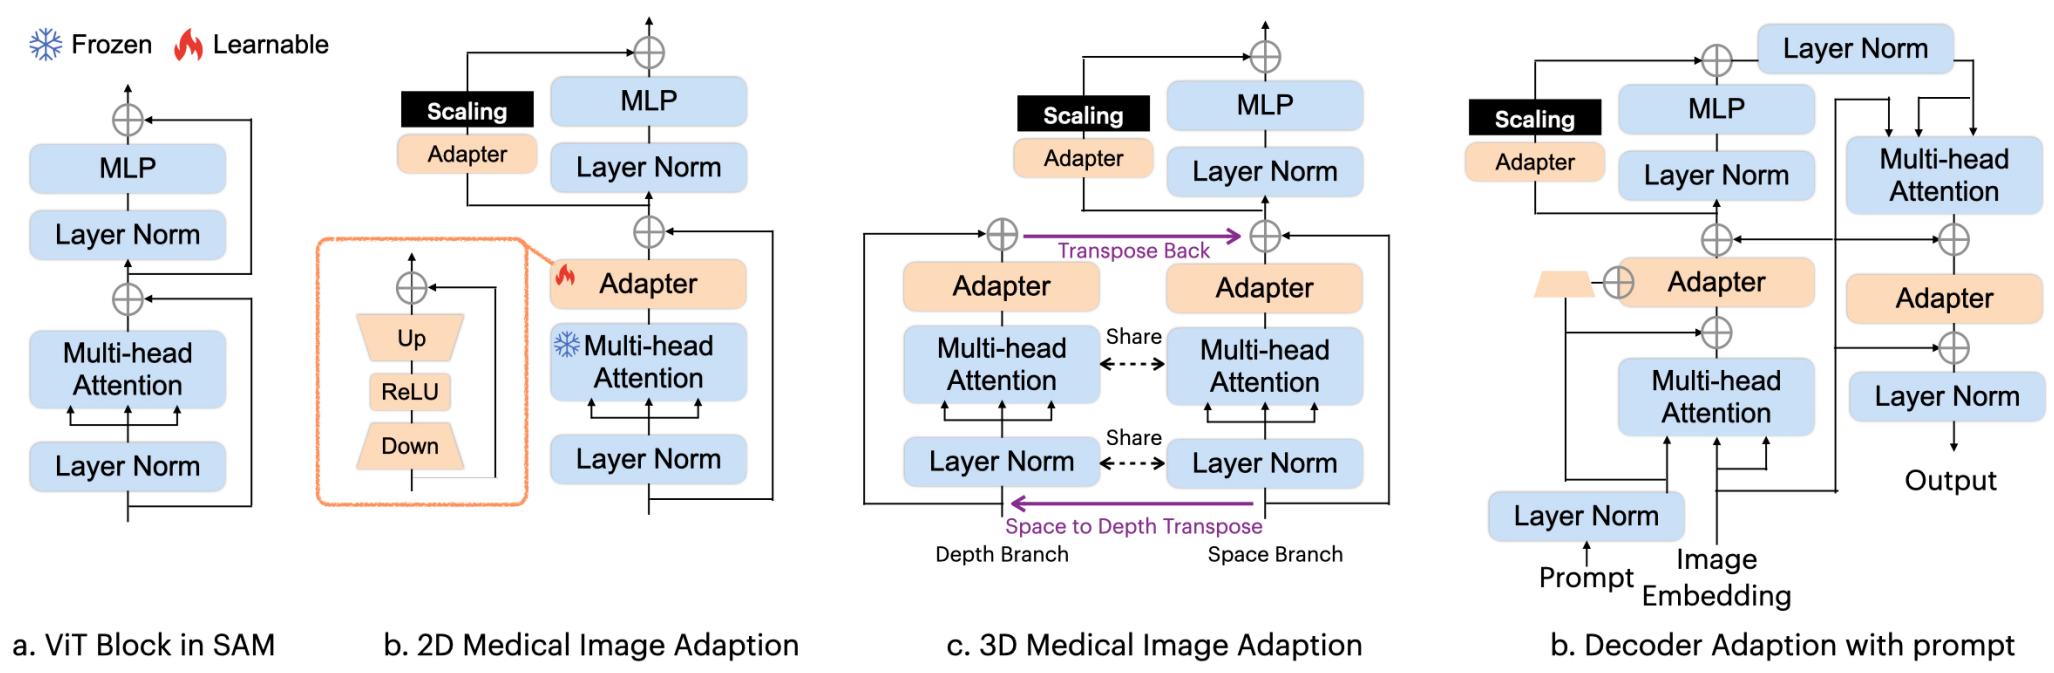 Frozen
Learnable
MLP
Layer Norm
Multi-head
Attention
Layer Norm
a. ViT Block in SAM
Scaling
Adapter
MLP
Layer Norm
Adapter
Multi-head
Attention
Layer Norm
Up
ReLU
Down
b. 2D Medical Image Adaption
Scaling
Adapter
MLP
Layer Norm
Transpose Back
Adapter
Adapter
Multi-head
Attention
Share
Multi-head
Attention
Layer Norm
Share
Layer Norm
Space to Depth Transpose
Depth Branch
Space Branch
c. 3D Medical Image Adaption
Layer Norm
Scaling
Adapter
MLP
Layer Norm
Multi-head
Attention
Adapter
Adapter
Multi-head
Attention
Layer Norm
Output
Layer Norm
Prompt
Image
Embedding
b. Decoder Adaption with prompt